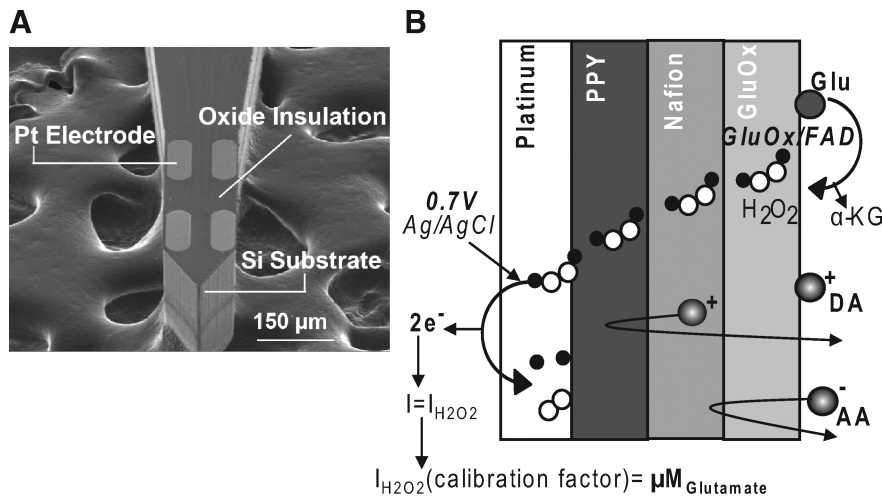 A
Pt Electrode
Oxide Insulation
Si Substrate
150 µm
B
Platinum
PPY
Nafion
GluOx
Glu
GluOx/FAD
H2O2
α-KG
0.7V
Ag/AgCl
+
DA
+
2e-
-
AA
I=IH2O2
IH2O2(calibration factor)= µMGlutamate